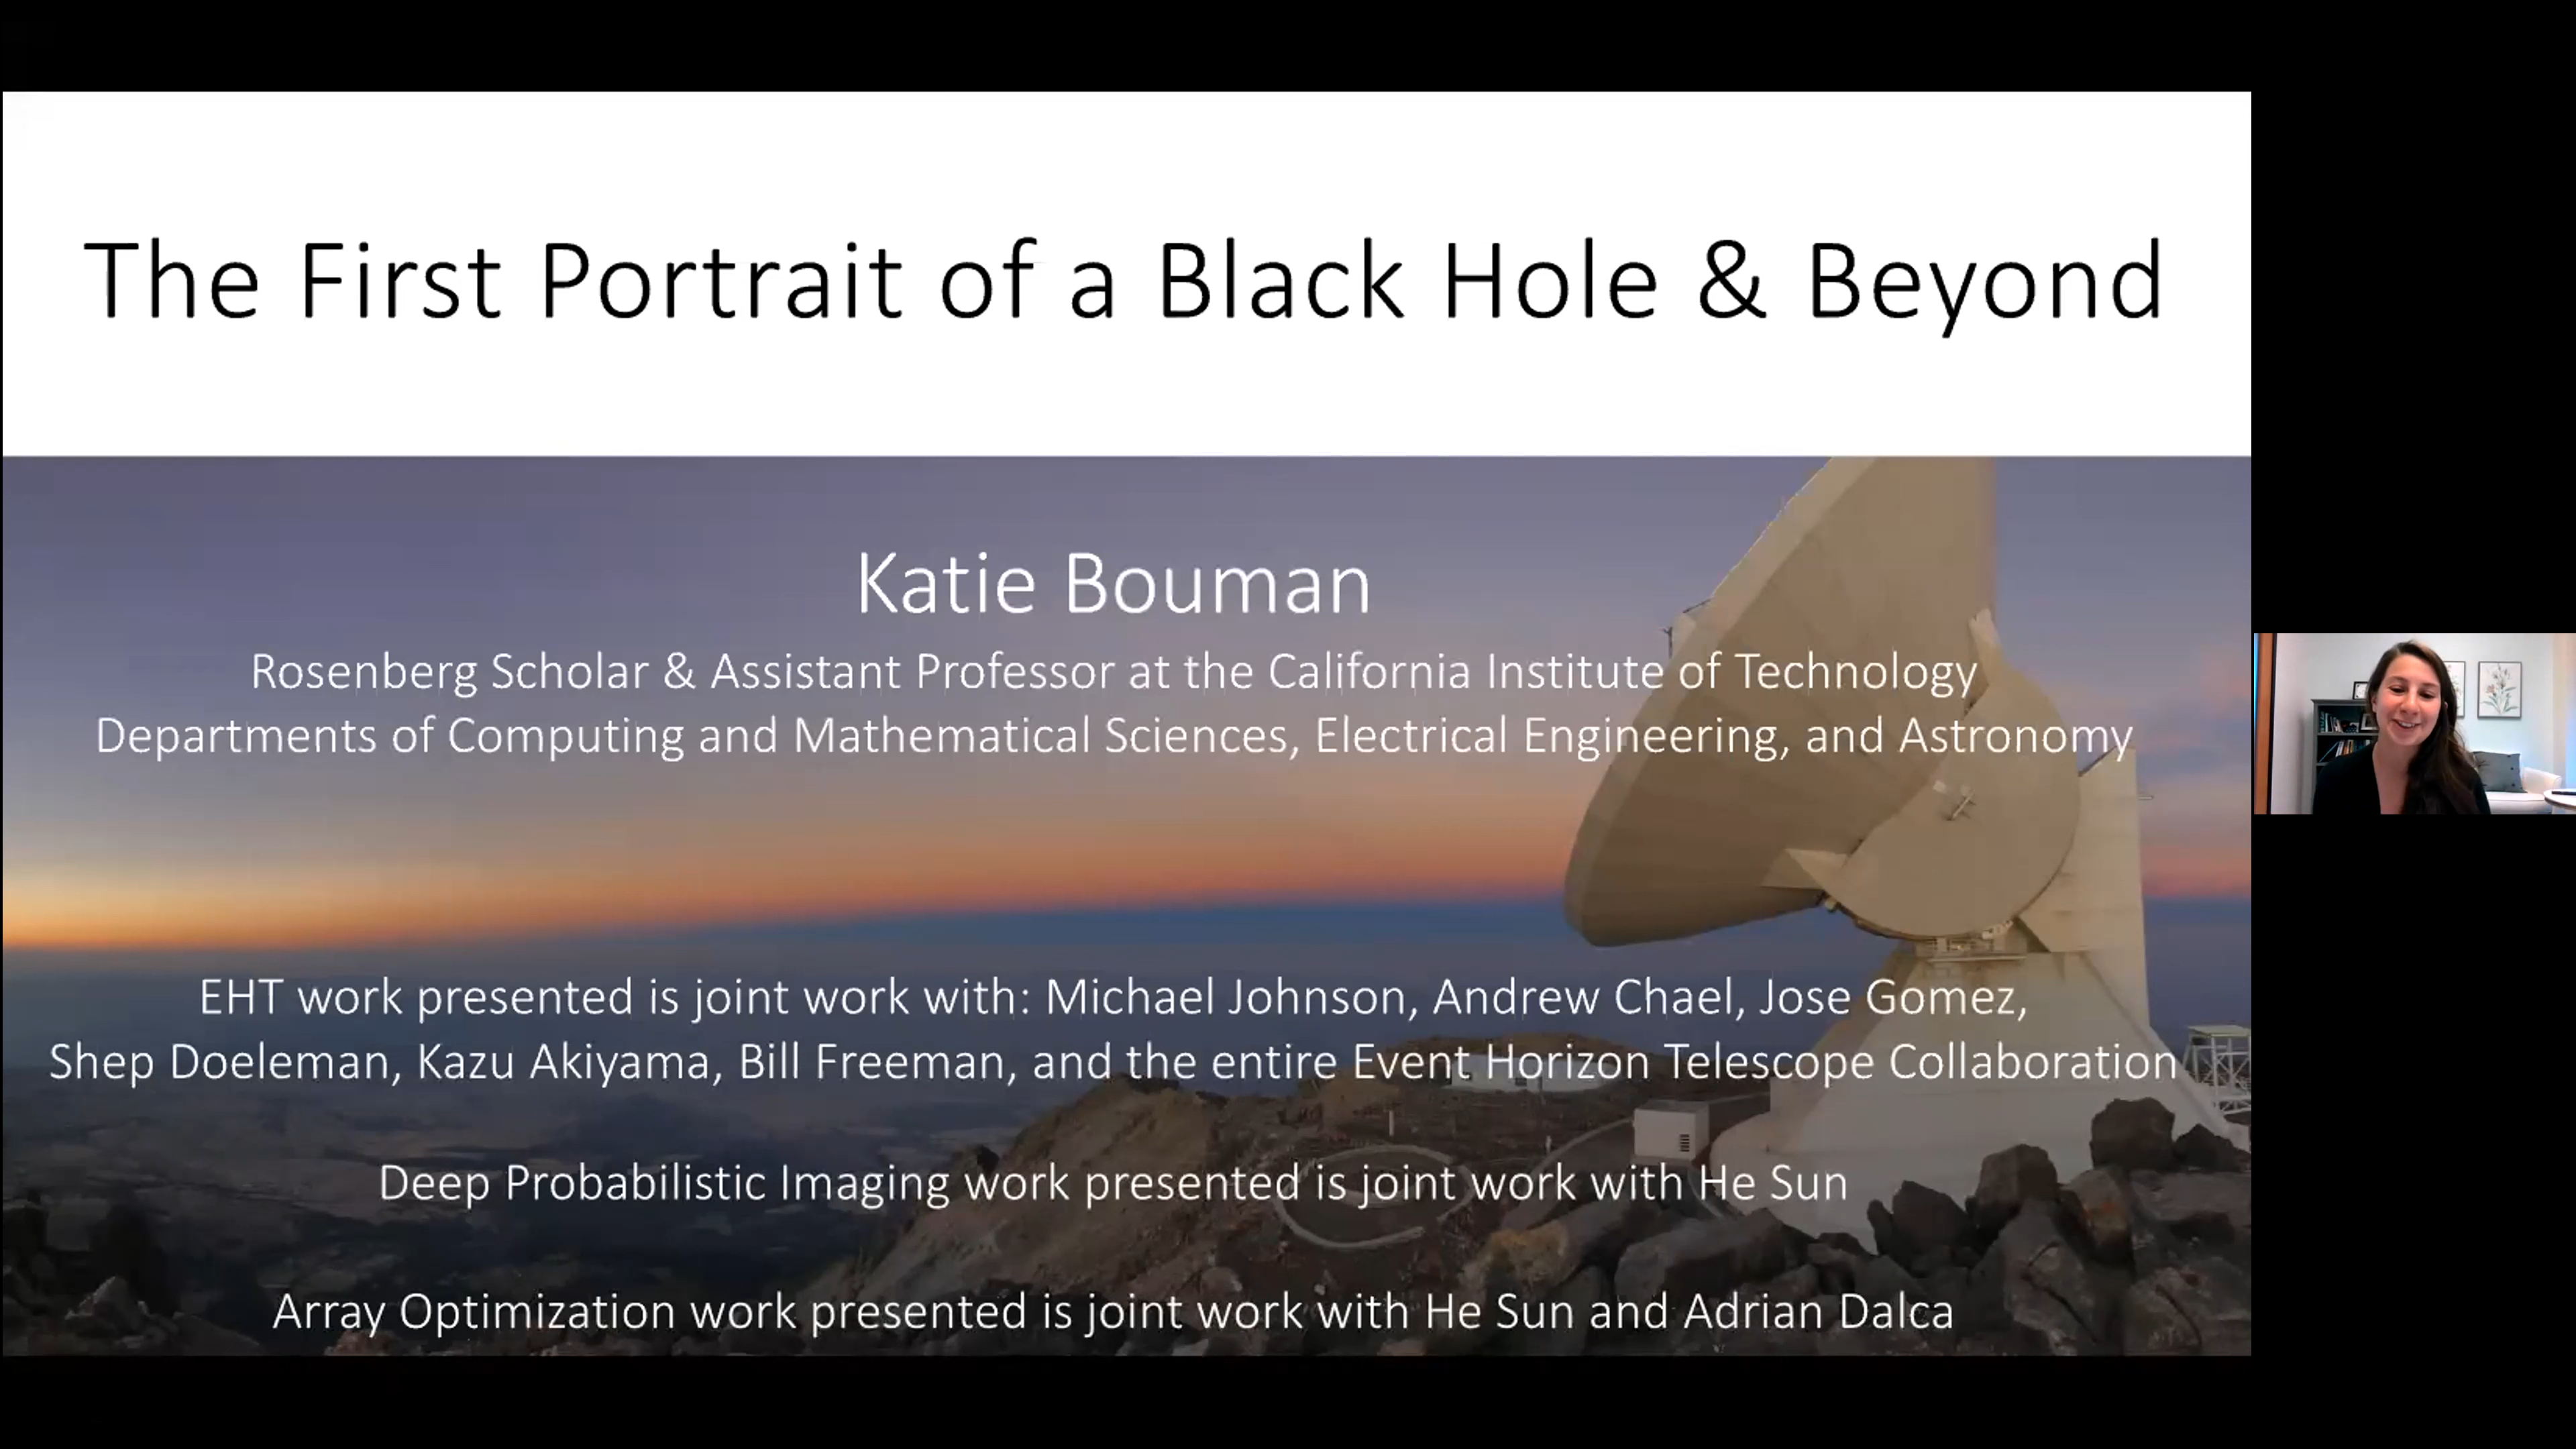 The First Portrait of a Black Hole & Beyond
Katie Bouman
Rosenberg Scholar & Assistant Professor at the California Institute of Technology
Departments of Computing and Mathematical Sciences, Electrical Engineering, and Astronomy
EHT work presented is joint work with: Michael Johnson, Andrew Chael, Jose Gomez,
Shep Doeleman, Kazu Akiyama, Bill Freeman, and the entire Event Horizon Telescope Collaboration
Deep Probabilistic Imaging work presented is joint work with He Sun
Array Optimization work presented is joint work with He Sun and Adrian Dalca